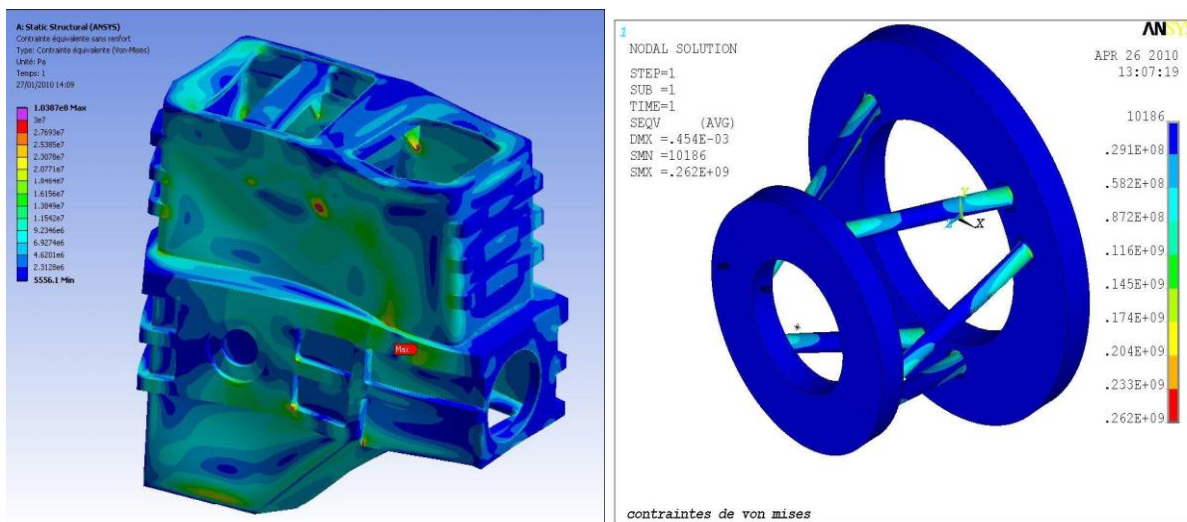 A: Static Structural (ANSYS)
Contrainte équivalente sans renfort
Type: Contrainte équivalente (Von-Mises)
Unité: Pa
Temps: 1
27/01/2010 14:09
1.0387e8 Max
3e7
2.7693e7
2.5385e7
2.3078e7
2.0771e7
1.8464e7
1.6156e7
1.3849e7
1.1542e7
9.2346e6
6.9274e6
4.6201e6
2.3128e6
5556.1 Min
Max
1
NODAL SOLUTION
STEP=1
SUB =1
TIME=1
SEQV (AVG)
DMX =.454E-03
SMN =10186
SMX =.262E+09
ANSYS
APR 26 2010
13:07:19
10186
.291E+08
.582E+08
.872E+08
.116E+09
.145E+09
.174E+09
.204E+09
.233E+09
.262E+09
Y
X
contraintes de von mises